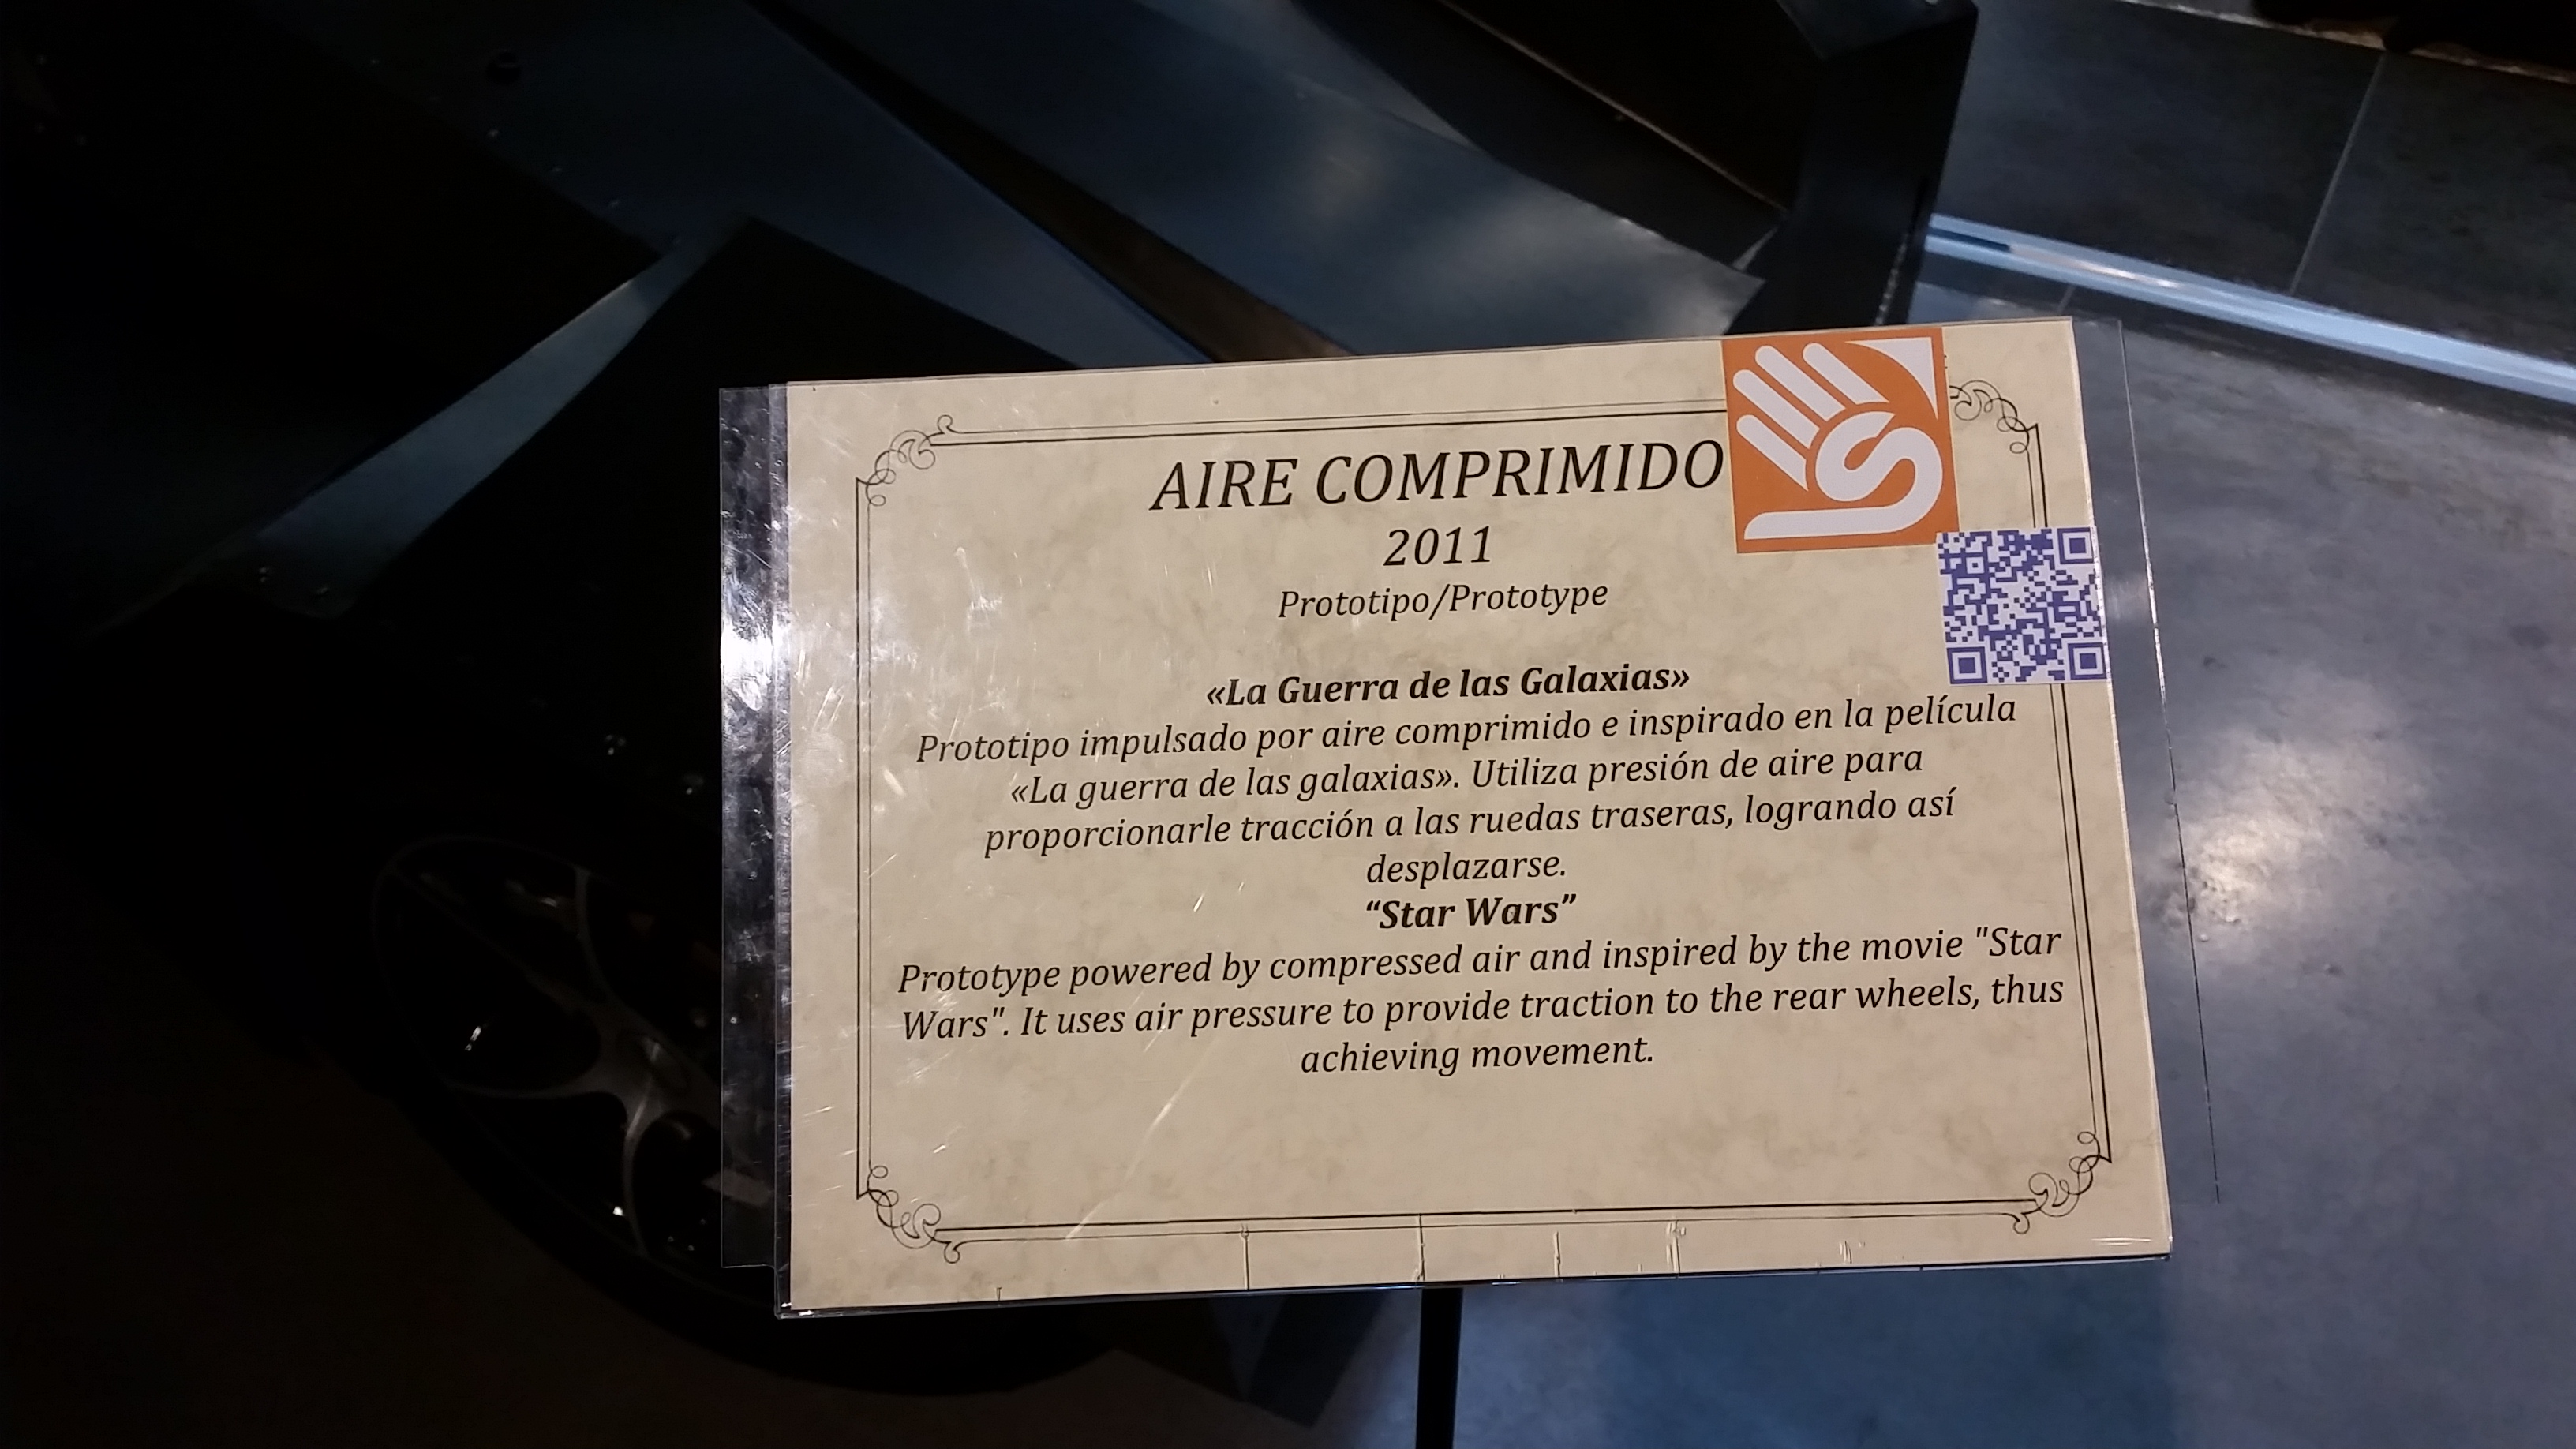 AIRE COMPRIMIDO
2011
Prototipo/Prototype
«La Guerra de las Galaxias»
Prototipo impulsado por aire comprimido e inspirado en la película
«La guerra de las galaxias». Utiliza presión de aire para
proporcionarle tracción a las ruedas traseras, logrando así
desplazarse.
“Star Wars”
Prototype powered by compressed air and inspired by the movie "Star
Wars". It uses air pressure to provide traction to the rear wheels, thus
achieving movement.